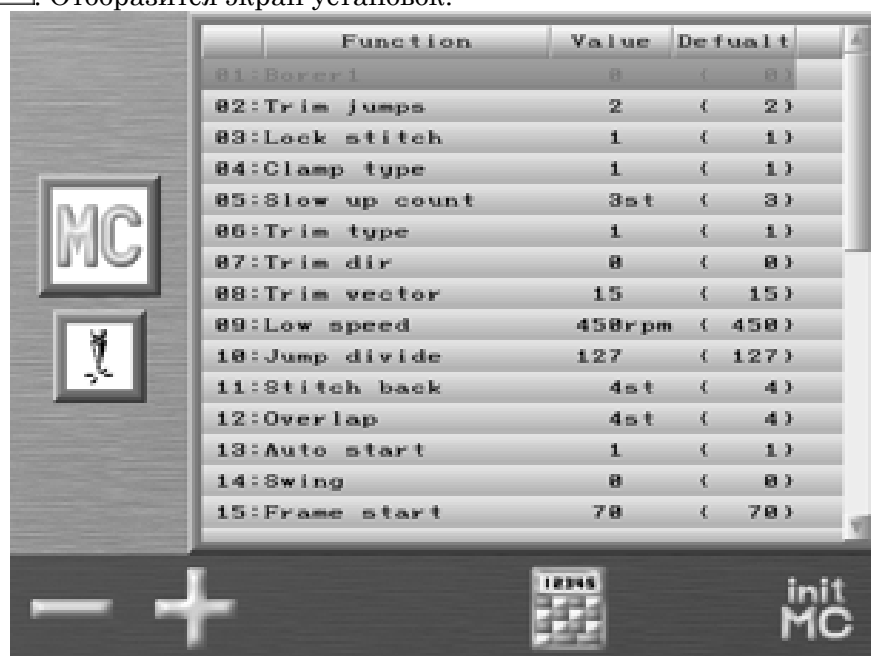 . Отобразится экран установок.
Function Value Defualt
01:Borer1 0 ( 0)
02:Trim jumps 2 ( 2)
03:Lock stitch 1 ( 1)
04:Clamp type 1 ( 1)
05:Slow up count 3st ( 3)
06:Trim type 1 ( 1)
07:Trim dir 0 ( 0)
08:Trim vector 15 ( 15)
09:Low speed 450rpm ( 450)
10:Jump divide 127 ( 127)
11:Stitch back 4st ( 4)
12:Overlap 4st ( 4)
13:Auto start 1 ( 1)
14:Swing 0 ( 0)
15:Frame start 70 ( 70)
MC
12345
init
MC